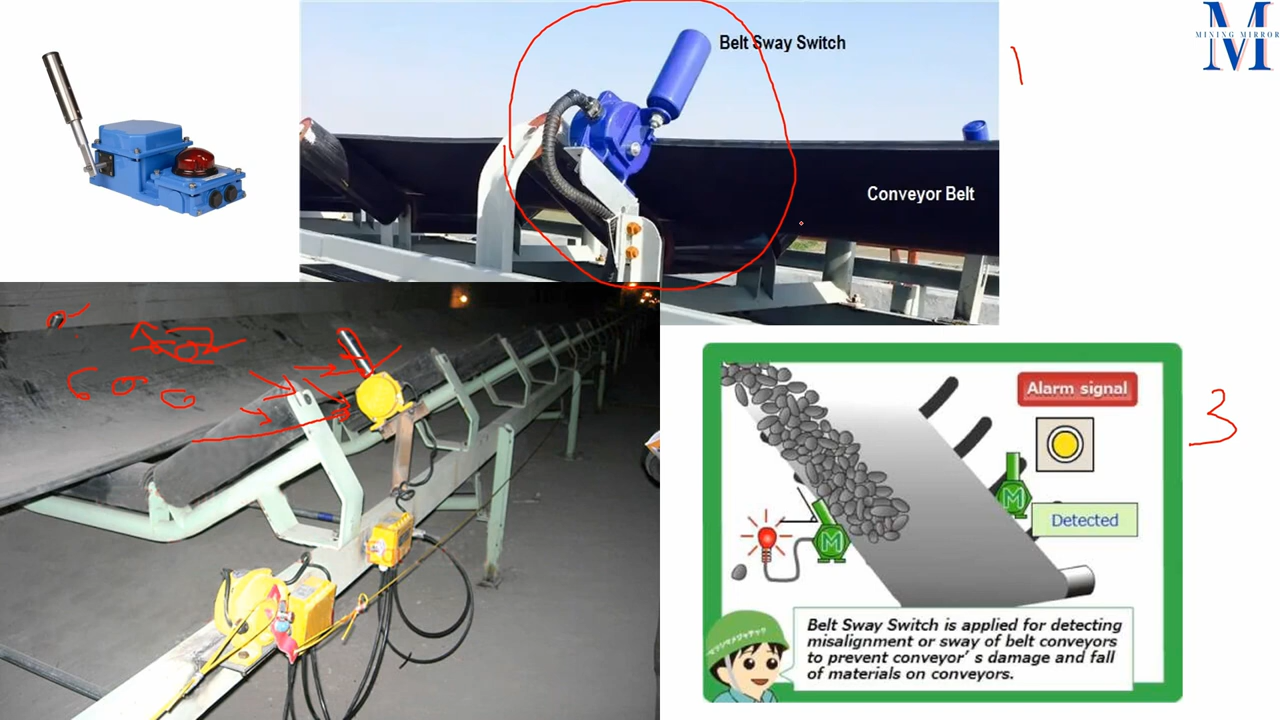 Belt Sway Switch
1
M
MINING MIRROR
Conveyor Belt
Alarm signal
3
M
Detected
M
Belt Sway Switch is applied for detecting
misalignment or sway of belt conveyors
to prevent conveyor's damage and fall
of materials on conveyors.